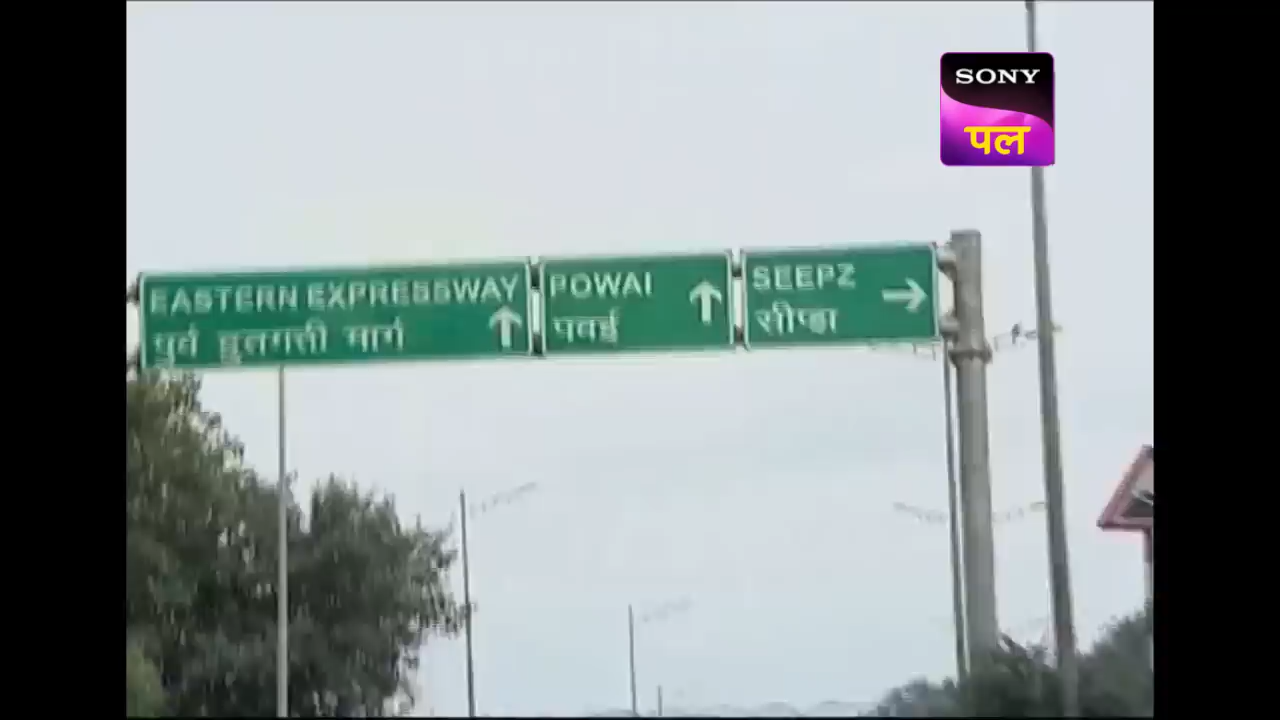 SONY
पल
EASTERN EXPRESSWAY
पुर्व द्रुतगती मार्ग
POWAI
पवई
SEEPZ
सीप्झ